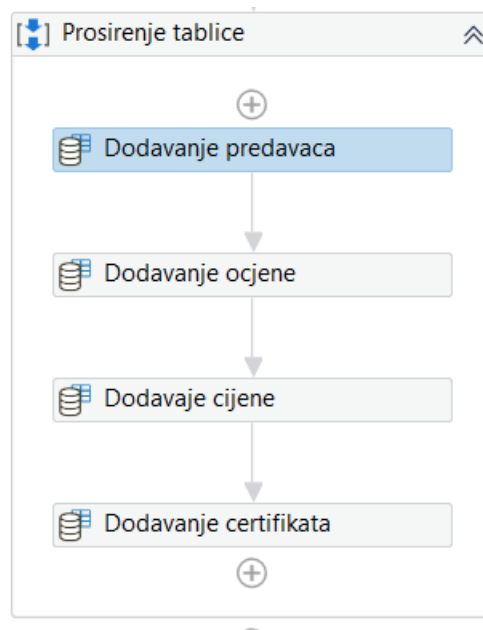 Prosirenje tablice
Dodavanje predavaca
Dodavanje ocjene
Dodavaje cijene
Dodavanje certifikata